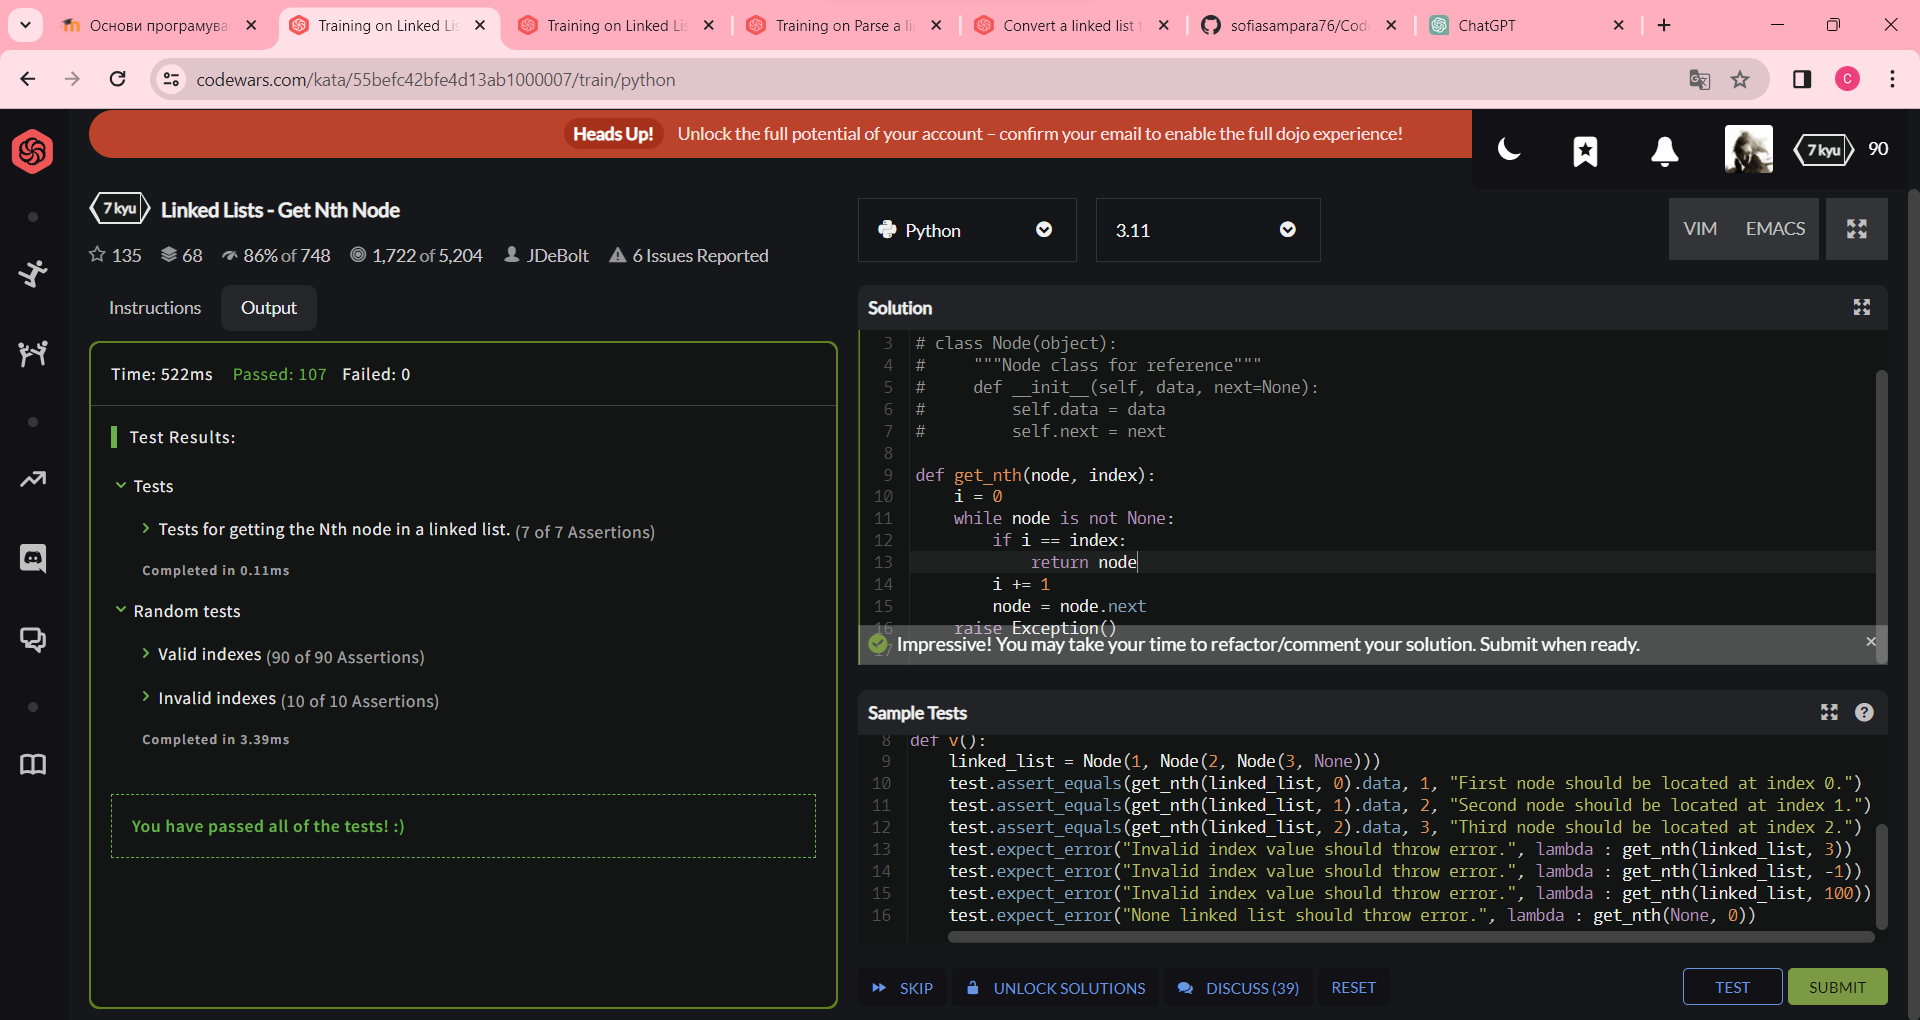 Основи програмува
Training on Linked Lis
Training on Linked Lis
Training on Parse a li
Convert a linked list t
sofiasampara76/Code
ChatGPT
codewars.com/kata/55befc42bfe4d13ab1000007/train/python
C
Heads Up! Unlock the full potential of your account – confirm your email to enable the full dojo experience!
7 kyu
90
7 kyu
Linked Lists - Get Nth Node
135
68
86% of 748
1,722 of 5,204
JDeBolt
6 Issues Reported
Python
3.11
VIM
EMACS
Instructions
Output
Time: 522ms Passed: 107 Failed: 0
Test Results:
Tests
Tests for getting the Nth node in a linked list. (7 of 7 Assertions)
Completed in 0.11ms
Random tests
Valid indexes (90 of 90 Assertions)
Invalid indexes (10 of 10 Assertions)
Completed in 3.39ms
You have passed all of the tests! :)
Solution
3 # class Node(object):
4 #     """Node class for reference"""
5 #     def __init__(self, data, next=None):
6 #         self.data = data
7 #         self.next = next
8
9 def get_nth(node, index):
10     i = 0
11     while node is not None:
12         if i == index:
13             return node
14         i += 1
15         node = node.next
16     raise Exception()
17
Impressive! You may take your time to refactor/comment your solution. Submit when ready.
Sample Tests
8 def v():
9     linked_list = Node(1, Node(2, Node(3, None)))
10     test.assert_equals(get_nth(linked_list, 0).data, 1, "First node should be located at index 0.")
11     test.assert_equals(get_nth(linked_list, 1).data, 2, "Second node should be located at index 1.")
12     test.assert_equals(get_nth(linked_list, 2).data, 3, "Third node should be located at index 2.")
13     test.expect_error("Invalid index value should throw error.", lambda : get_nth(linked_list, 3))
14     test.expect_error("Invalid index value should throw error.", lambda : get_nth(linked_list, -1))
15     test.expect_error("Invalid index value should throw error.", lambda : get_nth(linked_list, 100))
16     test.expect_error("None linked list should throw error.", lambda : get_nth(None, 0))
SKIP
UNLOCK SOLUTIONS
DISCUSS (39)
RESET
TEST
SUBMIT